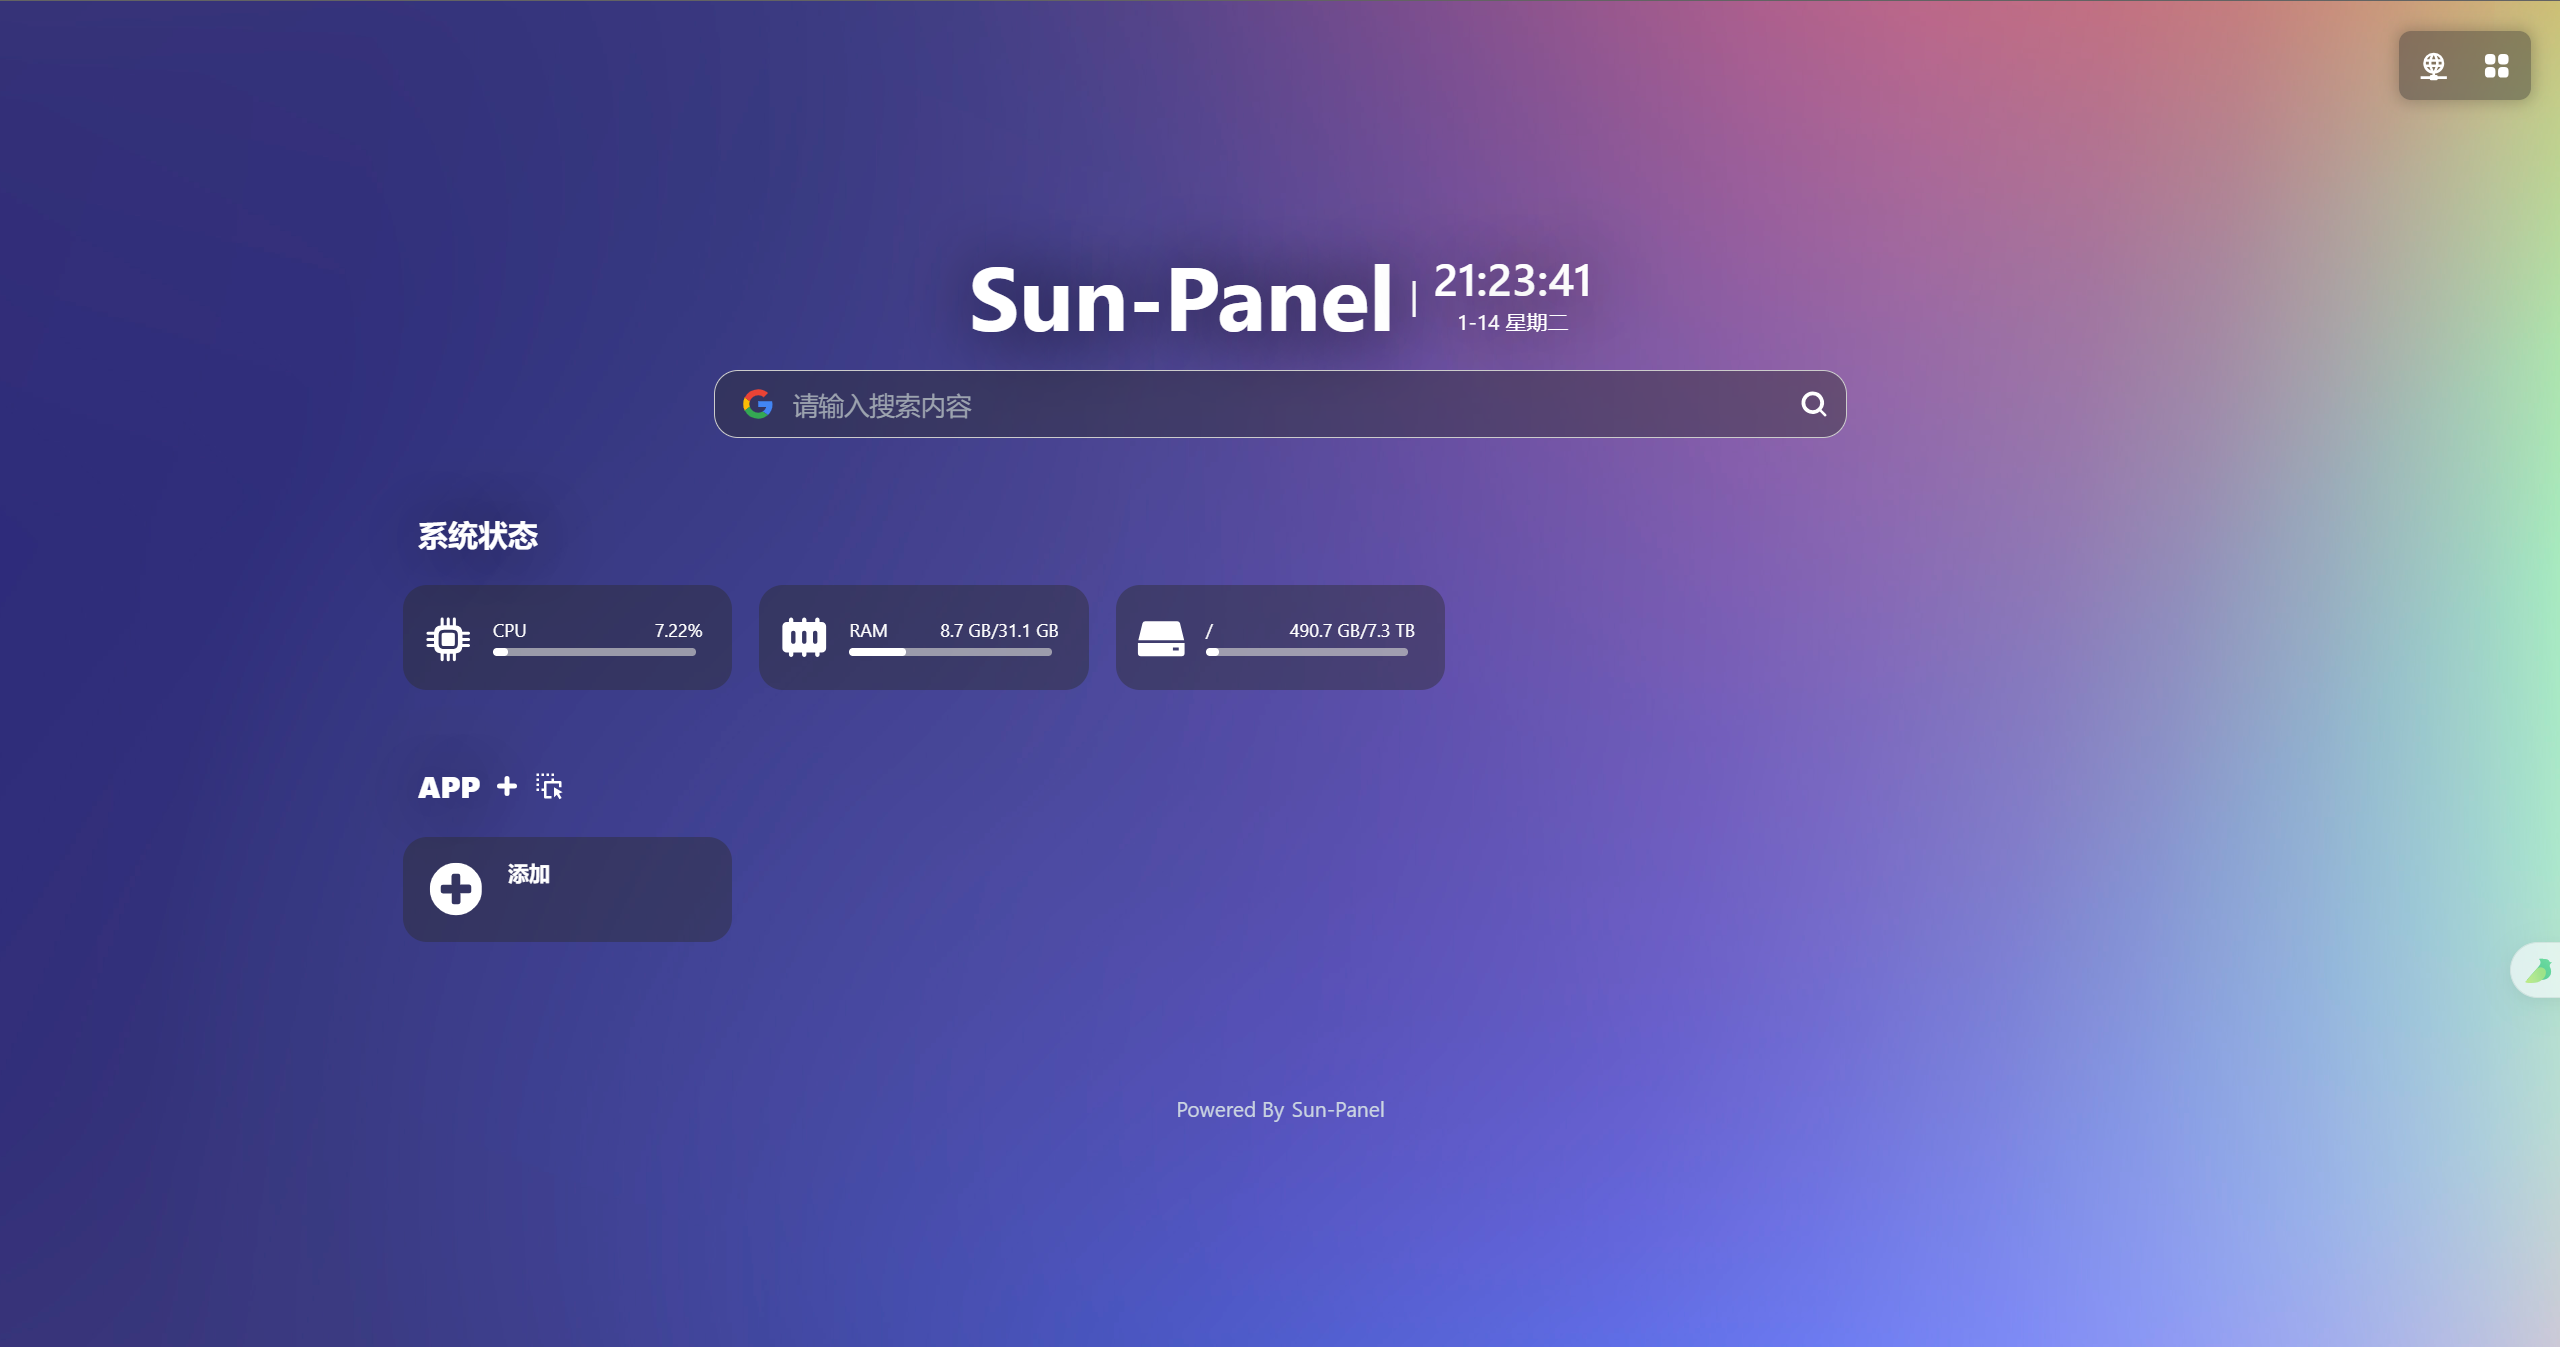 Sun-Panel | 21:23:41
1-14 星期二
请输入搜索内容
系统状态
CPU 7.22%
RAM 8.7 GB/31.1 GB
/ 490.7 GB/7.3 TB
APP
添加
Powered By Sun-Panel